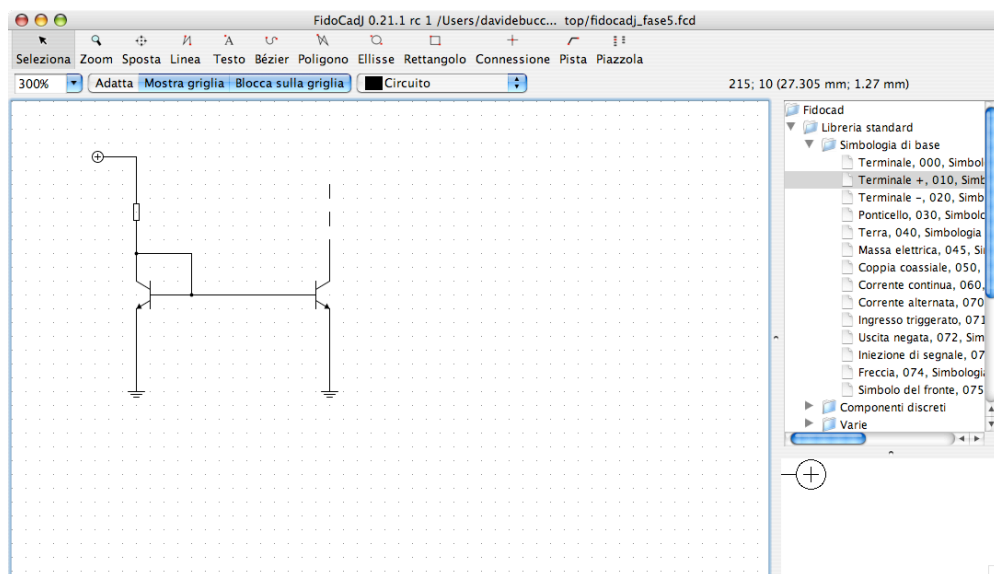 FidoCadJ 0.21.1 rc 1 /Users/davidebucc... top/fidocadj_fase5.fcd
Seleziona Zoom Sposta Linea Testo Bézier Poligono Ellisse Rettangolo Connessione Pista Piazzola
300% Adatta Mostra griglia Blocca sulla griglia Circuito 215; 10 (27.305 mm; 1.27 mm)
Fidocad
Libreria standard
Simbologia di base
Terminale, 000, Simbol
Terminale +, 010, Simb
Terminale -, 020, Simb
Ponticello, 030, Simbolo
Terra, 040, Simbologia
Massa elettrica, 045, Si
Coppia coassiale, 050,
Corrente continua, 060,
Corrente alternata, 070
Ingresso triggerato, 071
Uscita negata, 072, Sim
Iniezione di segnale, 07
Freccia, 074, Simbologi
Simbolo del fronte, 075
Componenti discreti
Varie